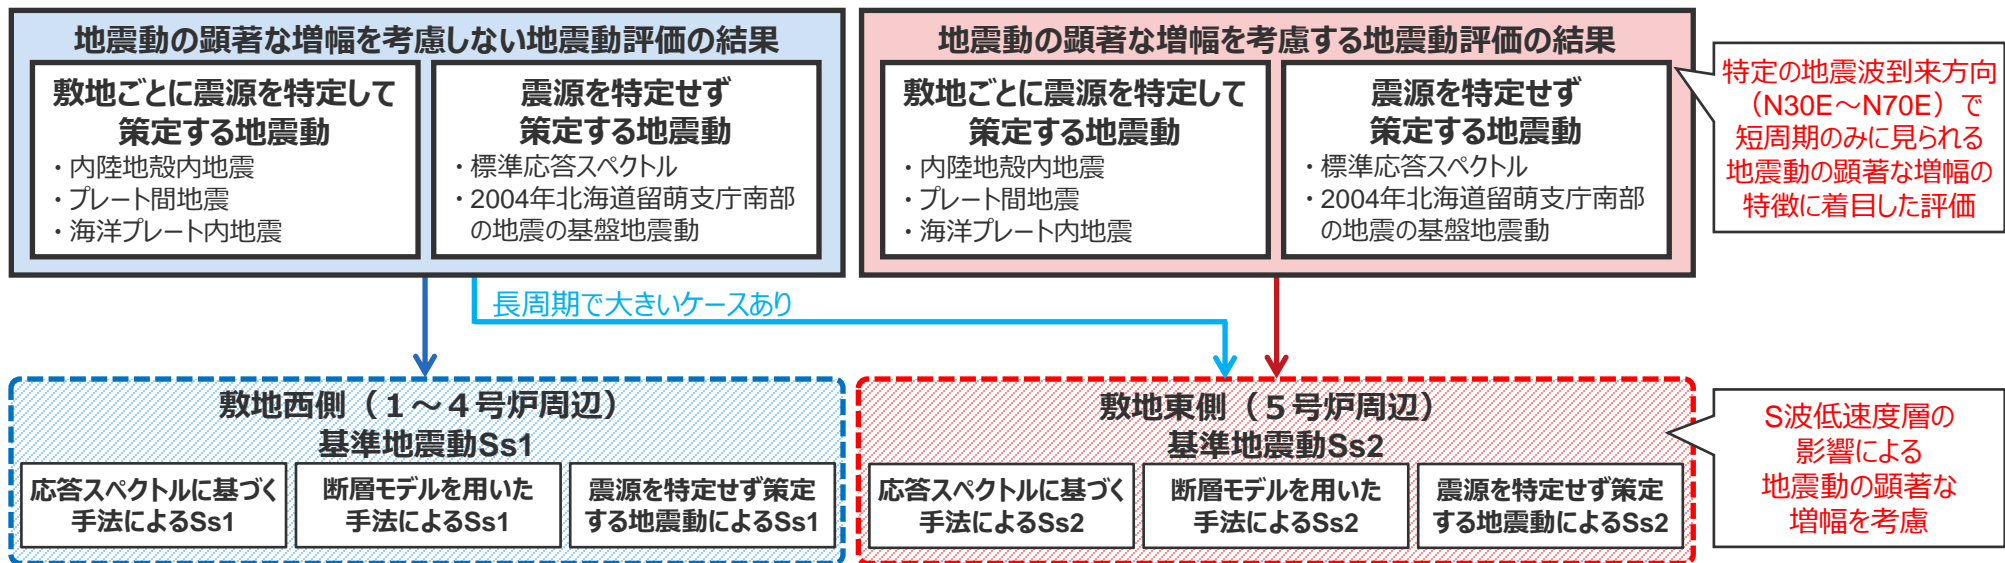 地震動の顕著な増幅を考慮しない地震動評価の結果
敷地ごとに震源を特定して
策定する地震動
・内陸地殻内地震
・プレート間地震
・海洋プレート内地震
震源を特定せず
策定する地震動
・標準応答スペクトル
・2004年北海道留萌支庁南部
の地震の基盤地震動
地震動の顕著な増幅を考慮する地震動評価の結果
敷地ごとに震源を特定して
策定する地震動
・内陸地殻内地震
・プレート間地震
・海洋プレート内地震
震源を特定せず
策定する地震動
・標準応答スペクトル
・2004年北海道留萌支庁南部
の地震の基盤地震動
特定の地震波到来方向
（N30E～N70E）で
短周期のみに見られる
地震動の顕著な増幅の
特徴に着目した評価
長周期で大きいケースあり
敷地西側（１～４号炉周辺）
基準地震動Ss1
応答スペクトルに基づく
手法によるSs1
断層モデルを用いた
手法によるSs1
震源を特定せず策定
する地震動によるSs1
敷地東側（５号炉周辺）
基準地震動Ss2
応答スペクトルに基づく
手法によるSs2
断層モデルを用いた
手法によるSs2
震源を特定せず策定
する地震動によるSs2
S波低速度層の
影響による
地震動の顕著な
増幅を考慮